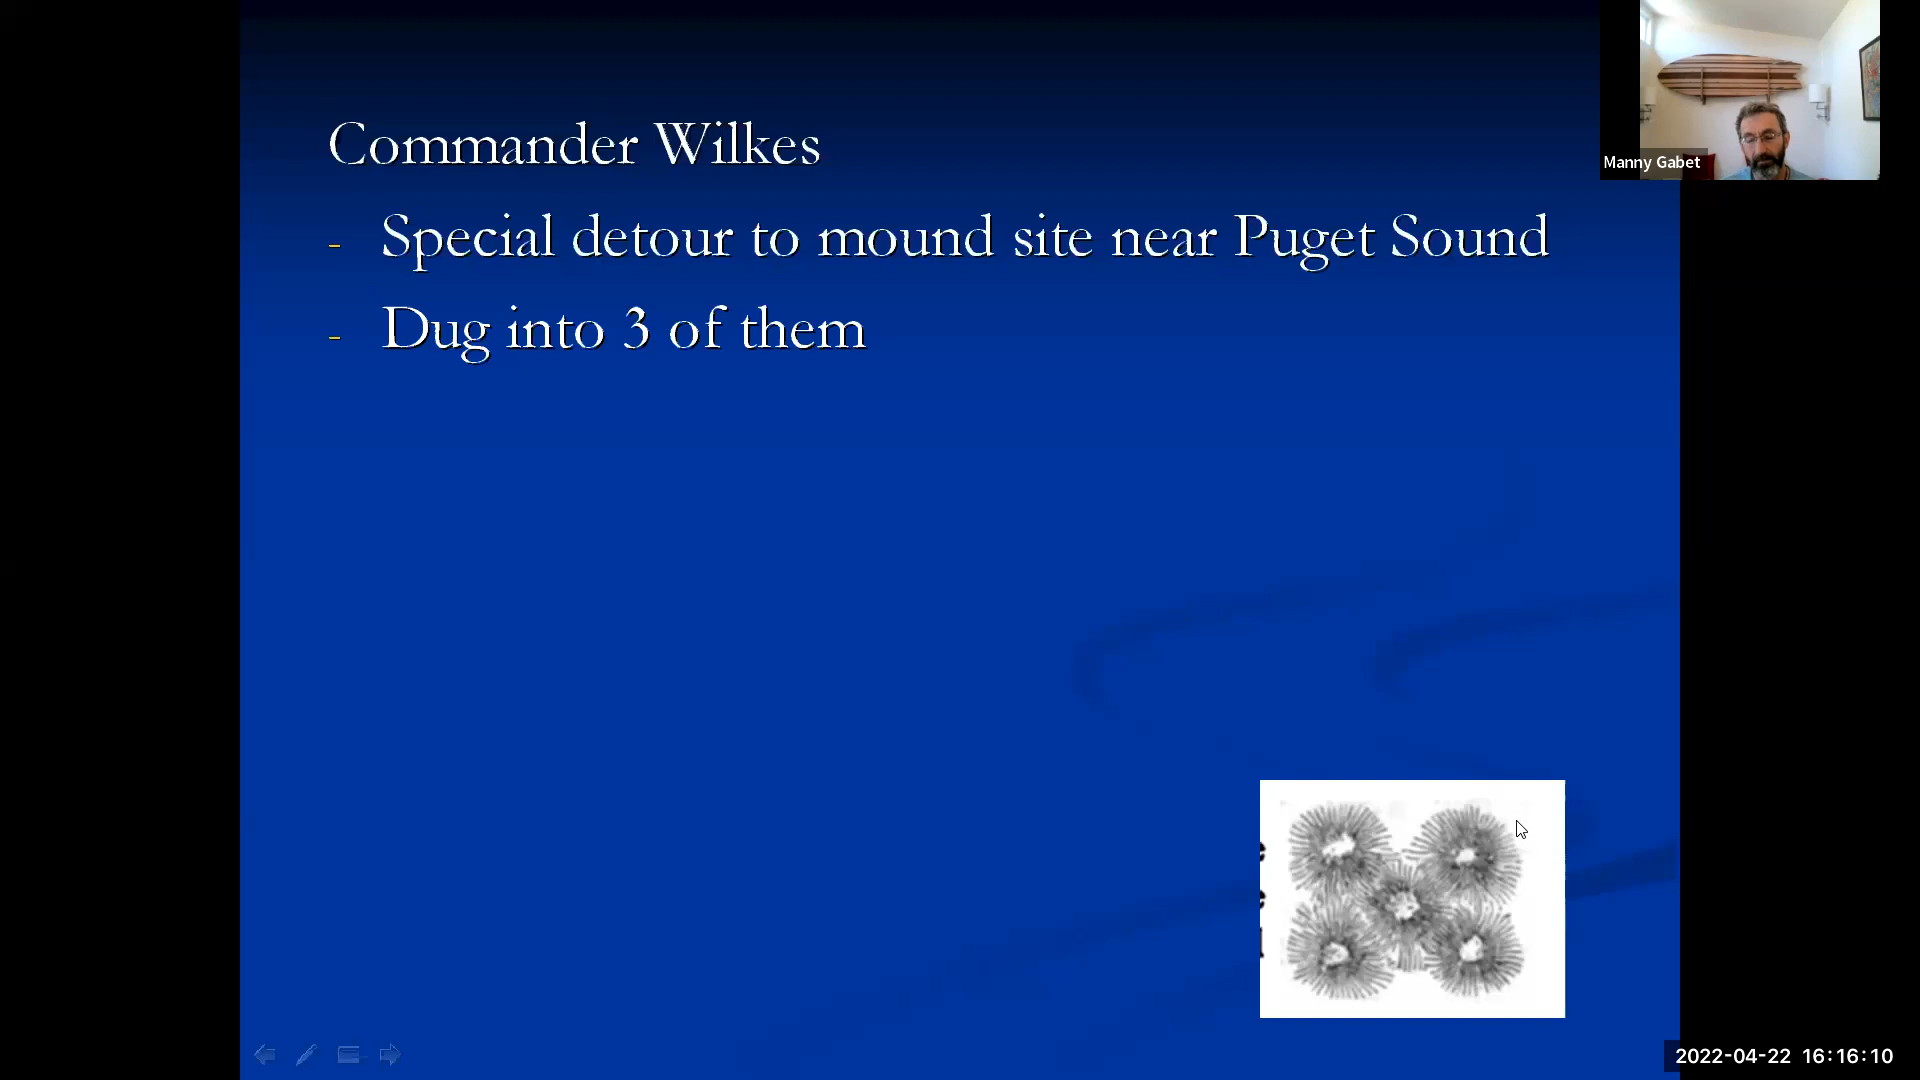 Commander Wilkes
- Special detour to mound site near Puget Sound
- Dug into 3 of them
Manny Gabet
e
e
2022-04-22 16:16:10